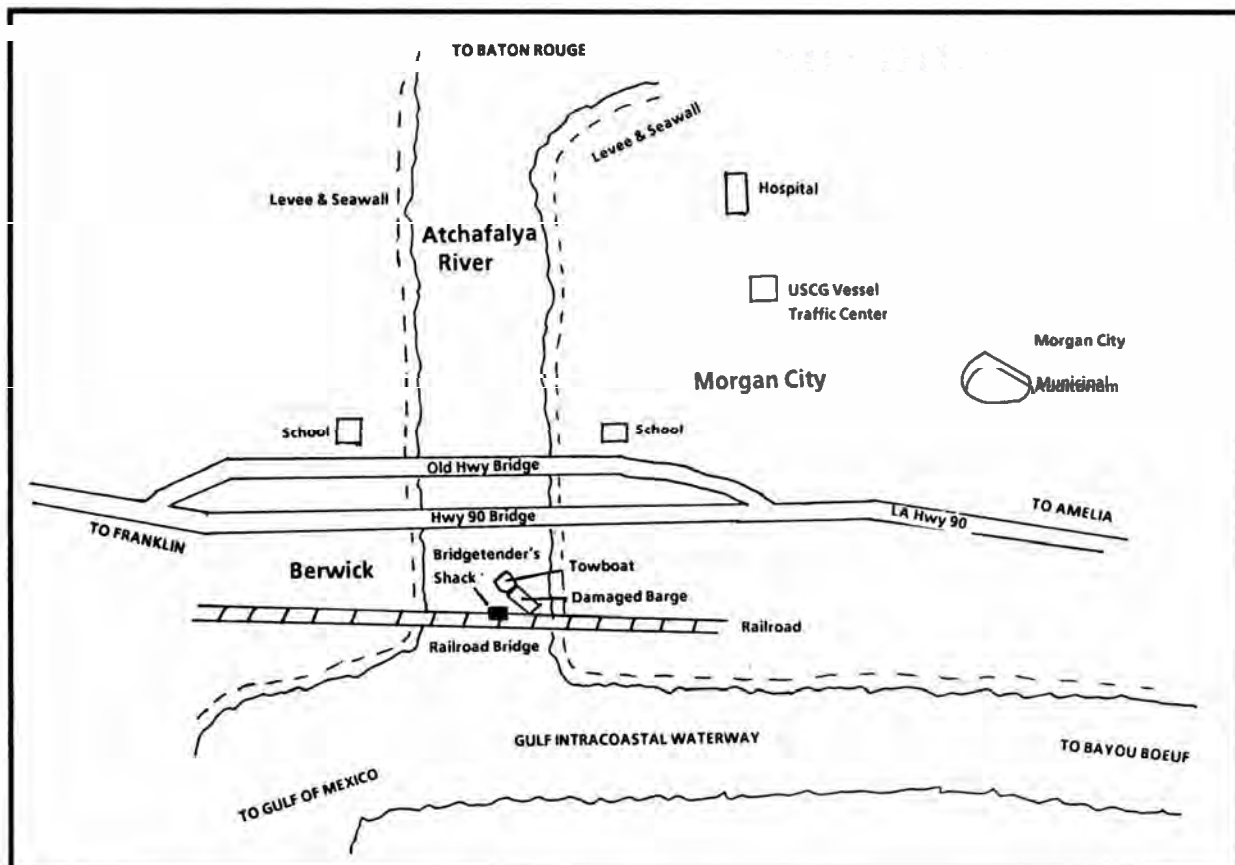 TO BATON ROUGE
Levee & Seawall
Hospital
Levee & Seawall
Atchafalya
River
USCG Vessel
Traffic Center
Morgan City
Morgan City
Municipal
Auditorium
School
School
Old Hwy Bridge
Hwy 90 Bridge
LA Hwy 90
TO AMELIA
TO FRANKLIN
Bridgetender's
Shack
Towboat
Berwick
Damaged Barge
Railroad
Railroad Bridge
GULF INTRACOASTAL WATERWAY
TO BAYOU BOEUF
TO GULF OF MEXICO